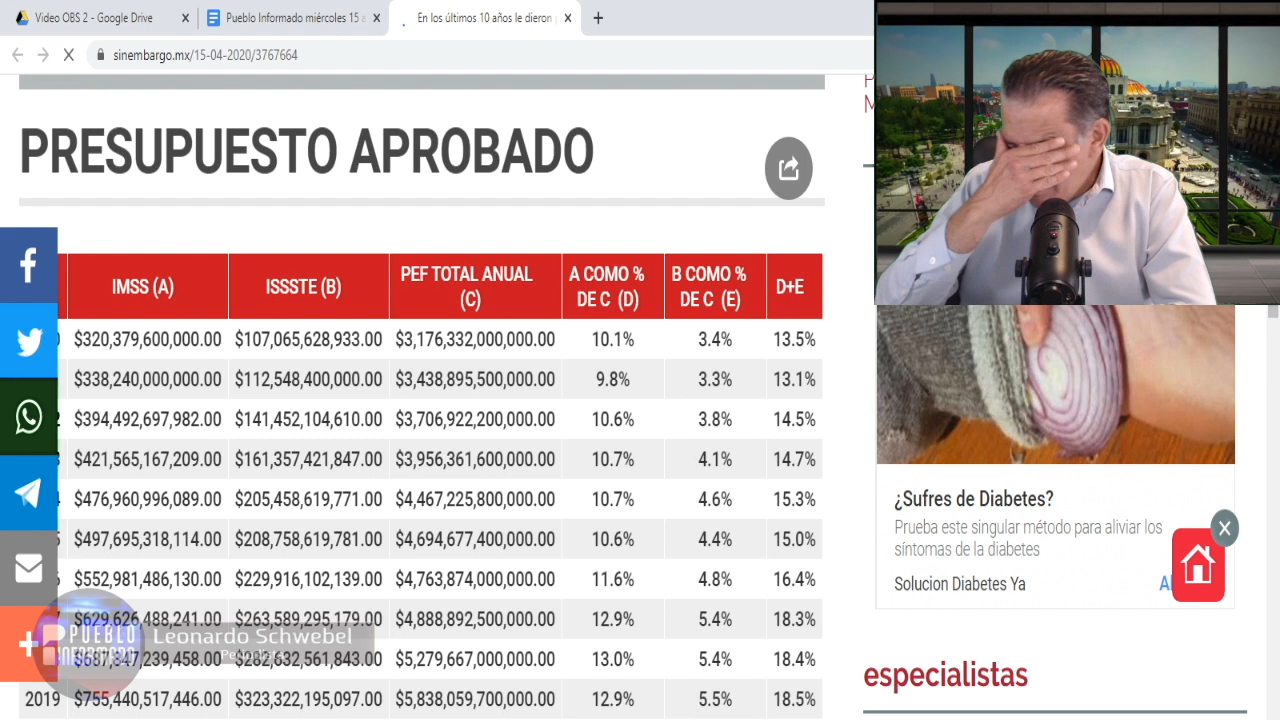 Video OBS 2 - Google Drive
Pueblo Informado miércoles 15 a
En los últimos 10 años le dieron
sinembargo.mx/15-04-2020/3767664
PRESUPUESTO APROBADO
IMSS (A) ISSSTE (B) PEF TOTAL ANUAL (C) A COMO % DE C (D) B COMO % DE C (E) D+E
$320,379,600,000.00 $107,065,628,933.00 $3,176,332,000,000.00 10.1% 3.4% 13.5%
$338,240,000,000.00 $112,548,400,000.00 $3,438,895,500,000.00 9.8% 3.3% 13.1%
$394,492,697,982.00 $141,452,104,610.00 $3,706,922,200,000.00 10.6% 3.8% 14.5%
$421,565,167,209.00 $161,357,421,847.00 $3,956,361,600,000.00 10.7% 4.1% 14.7%
$476,960,996,089.00 $205,458,619,771.00 $4,467,225,800,000.00 10.7% 4.6% 15.3%
$497,695,318,114.00 $208,758,619,781.00 $4,694,677,400,000.00 10.6% 4.4% 15.0%
$552,981,486,130.00 $229,916,102,139.00 $4,763,874,000,000.00 11.6% 4.8% 16.4%
$629,626,488,241.00 $263,589,295,179.00 $4,888,892,500,000.00 12.9% 5.4% 18.3%
$282,632,561,843.00 $5,279,667,000,000.00 13.0% 5.4% 18.4%
2019 $755,440,517,446.00 $323,322,195,097.00 $5,838,059,700,000.00 12.9% 5.5% 18.5%
PUEBLO
INFORMADO
Leonardo Schwebel
Periodista
¿Sufres de Diabetes?
Prueba este singular método para aliviar los
síntomas de la diabetes
Solucion Diabetes Ya
especialistas